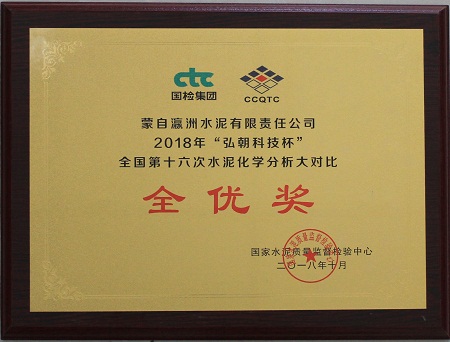 ctc
国检集团
CCQTC
蒙自瀛洲水泥有限责任公司
2018年“弘朝科技杯”
全国第十六次水泥化学分析大对比
全优奖
国家水泥质量监督检验中心
二〇一八年十月